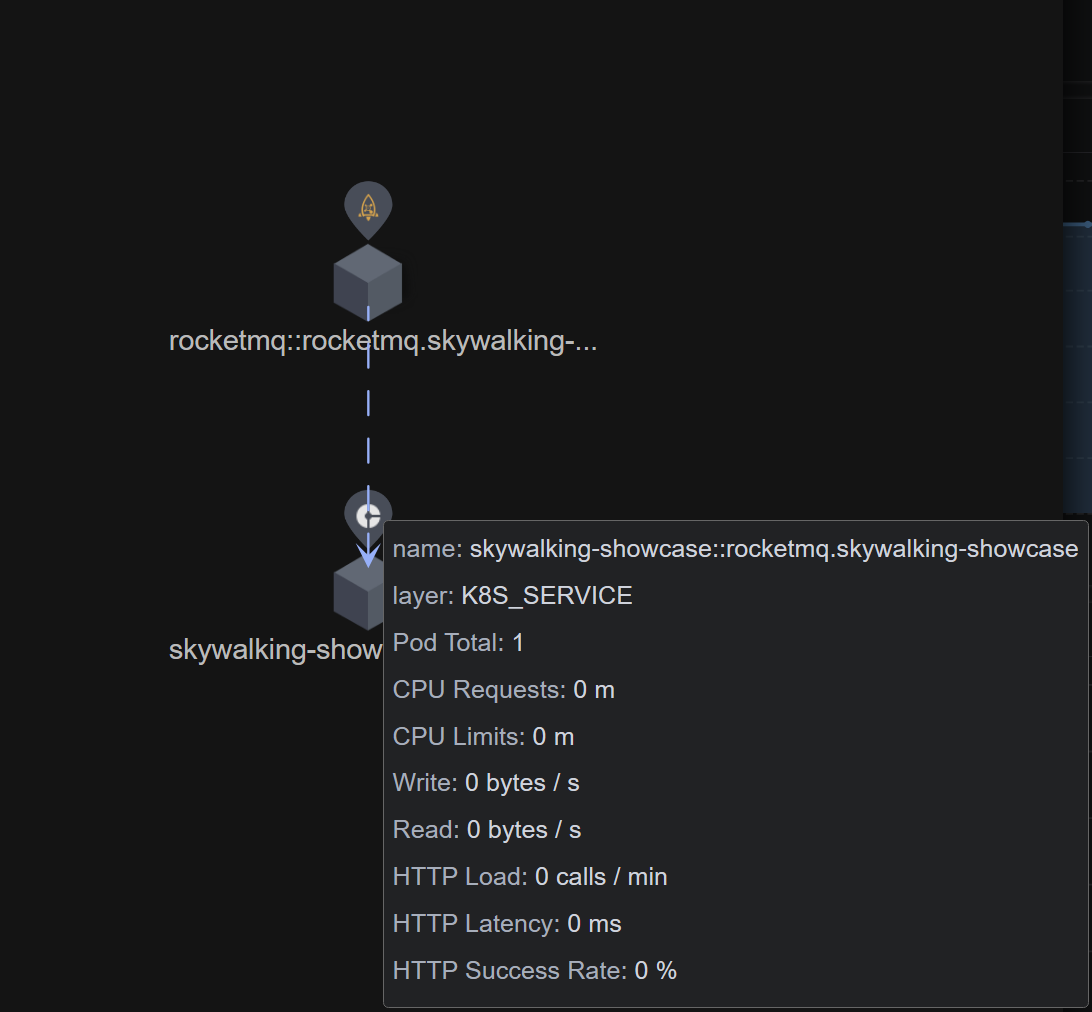 rocketmq::rocketmq.skywalking-...
name: skywalking-showcase::rocketmq.skywalking-showcase
layer: K8S_SERVICE
skywalking-show
Pod Total: 1
CPU Requests: 0 m
CPU Limits: 0 m
Write: 0 bytes / s
Read: 0 bytes / s
HTTP Load: 0 calls / min
HTTP Latency: 0 ms
HTTP Success Rate: 0 %